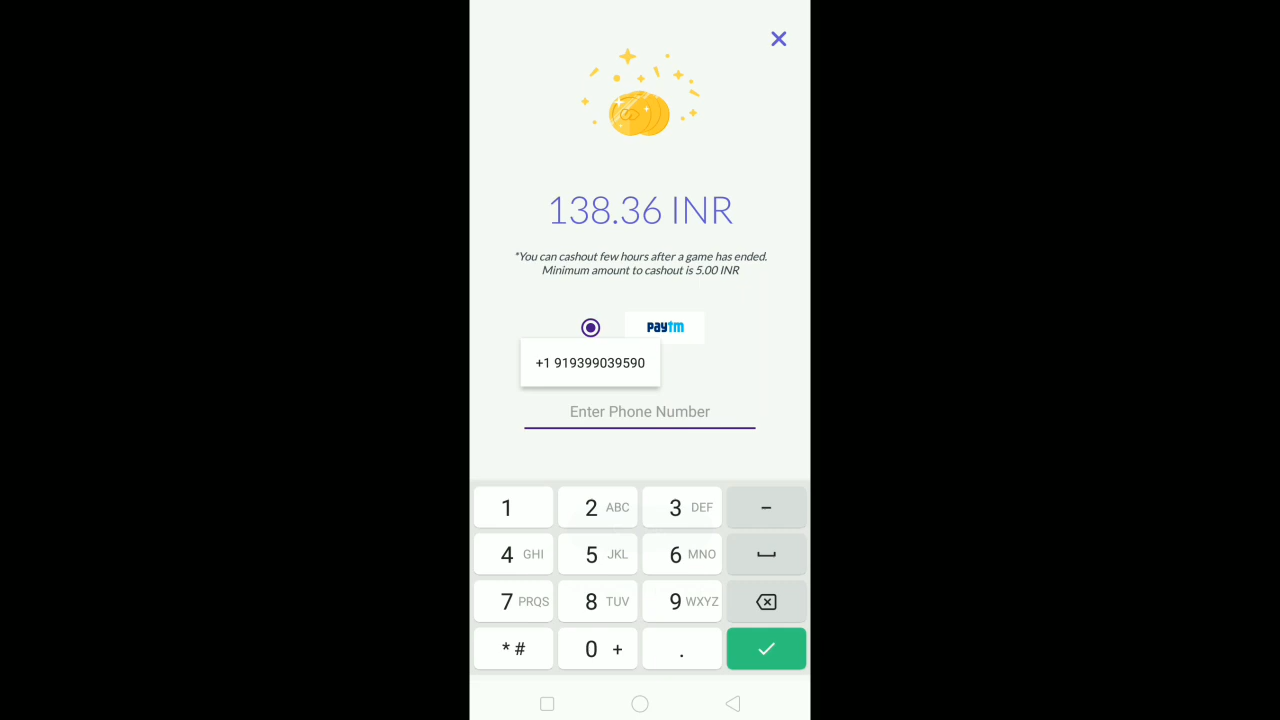 138.36 INR
*You can cashout few hours after a game has ended.
Minimum amount to cashout is 5.00 INR
paytm
+1 919399039590
Enter Phone Number
1 2 ABC 3 DEF -
4 GHI 5 JKL 6 MNO
7 PRQS 8 TUV 9 WXYZ
* # 0 + .